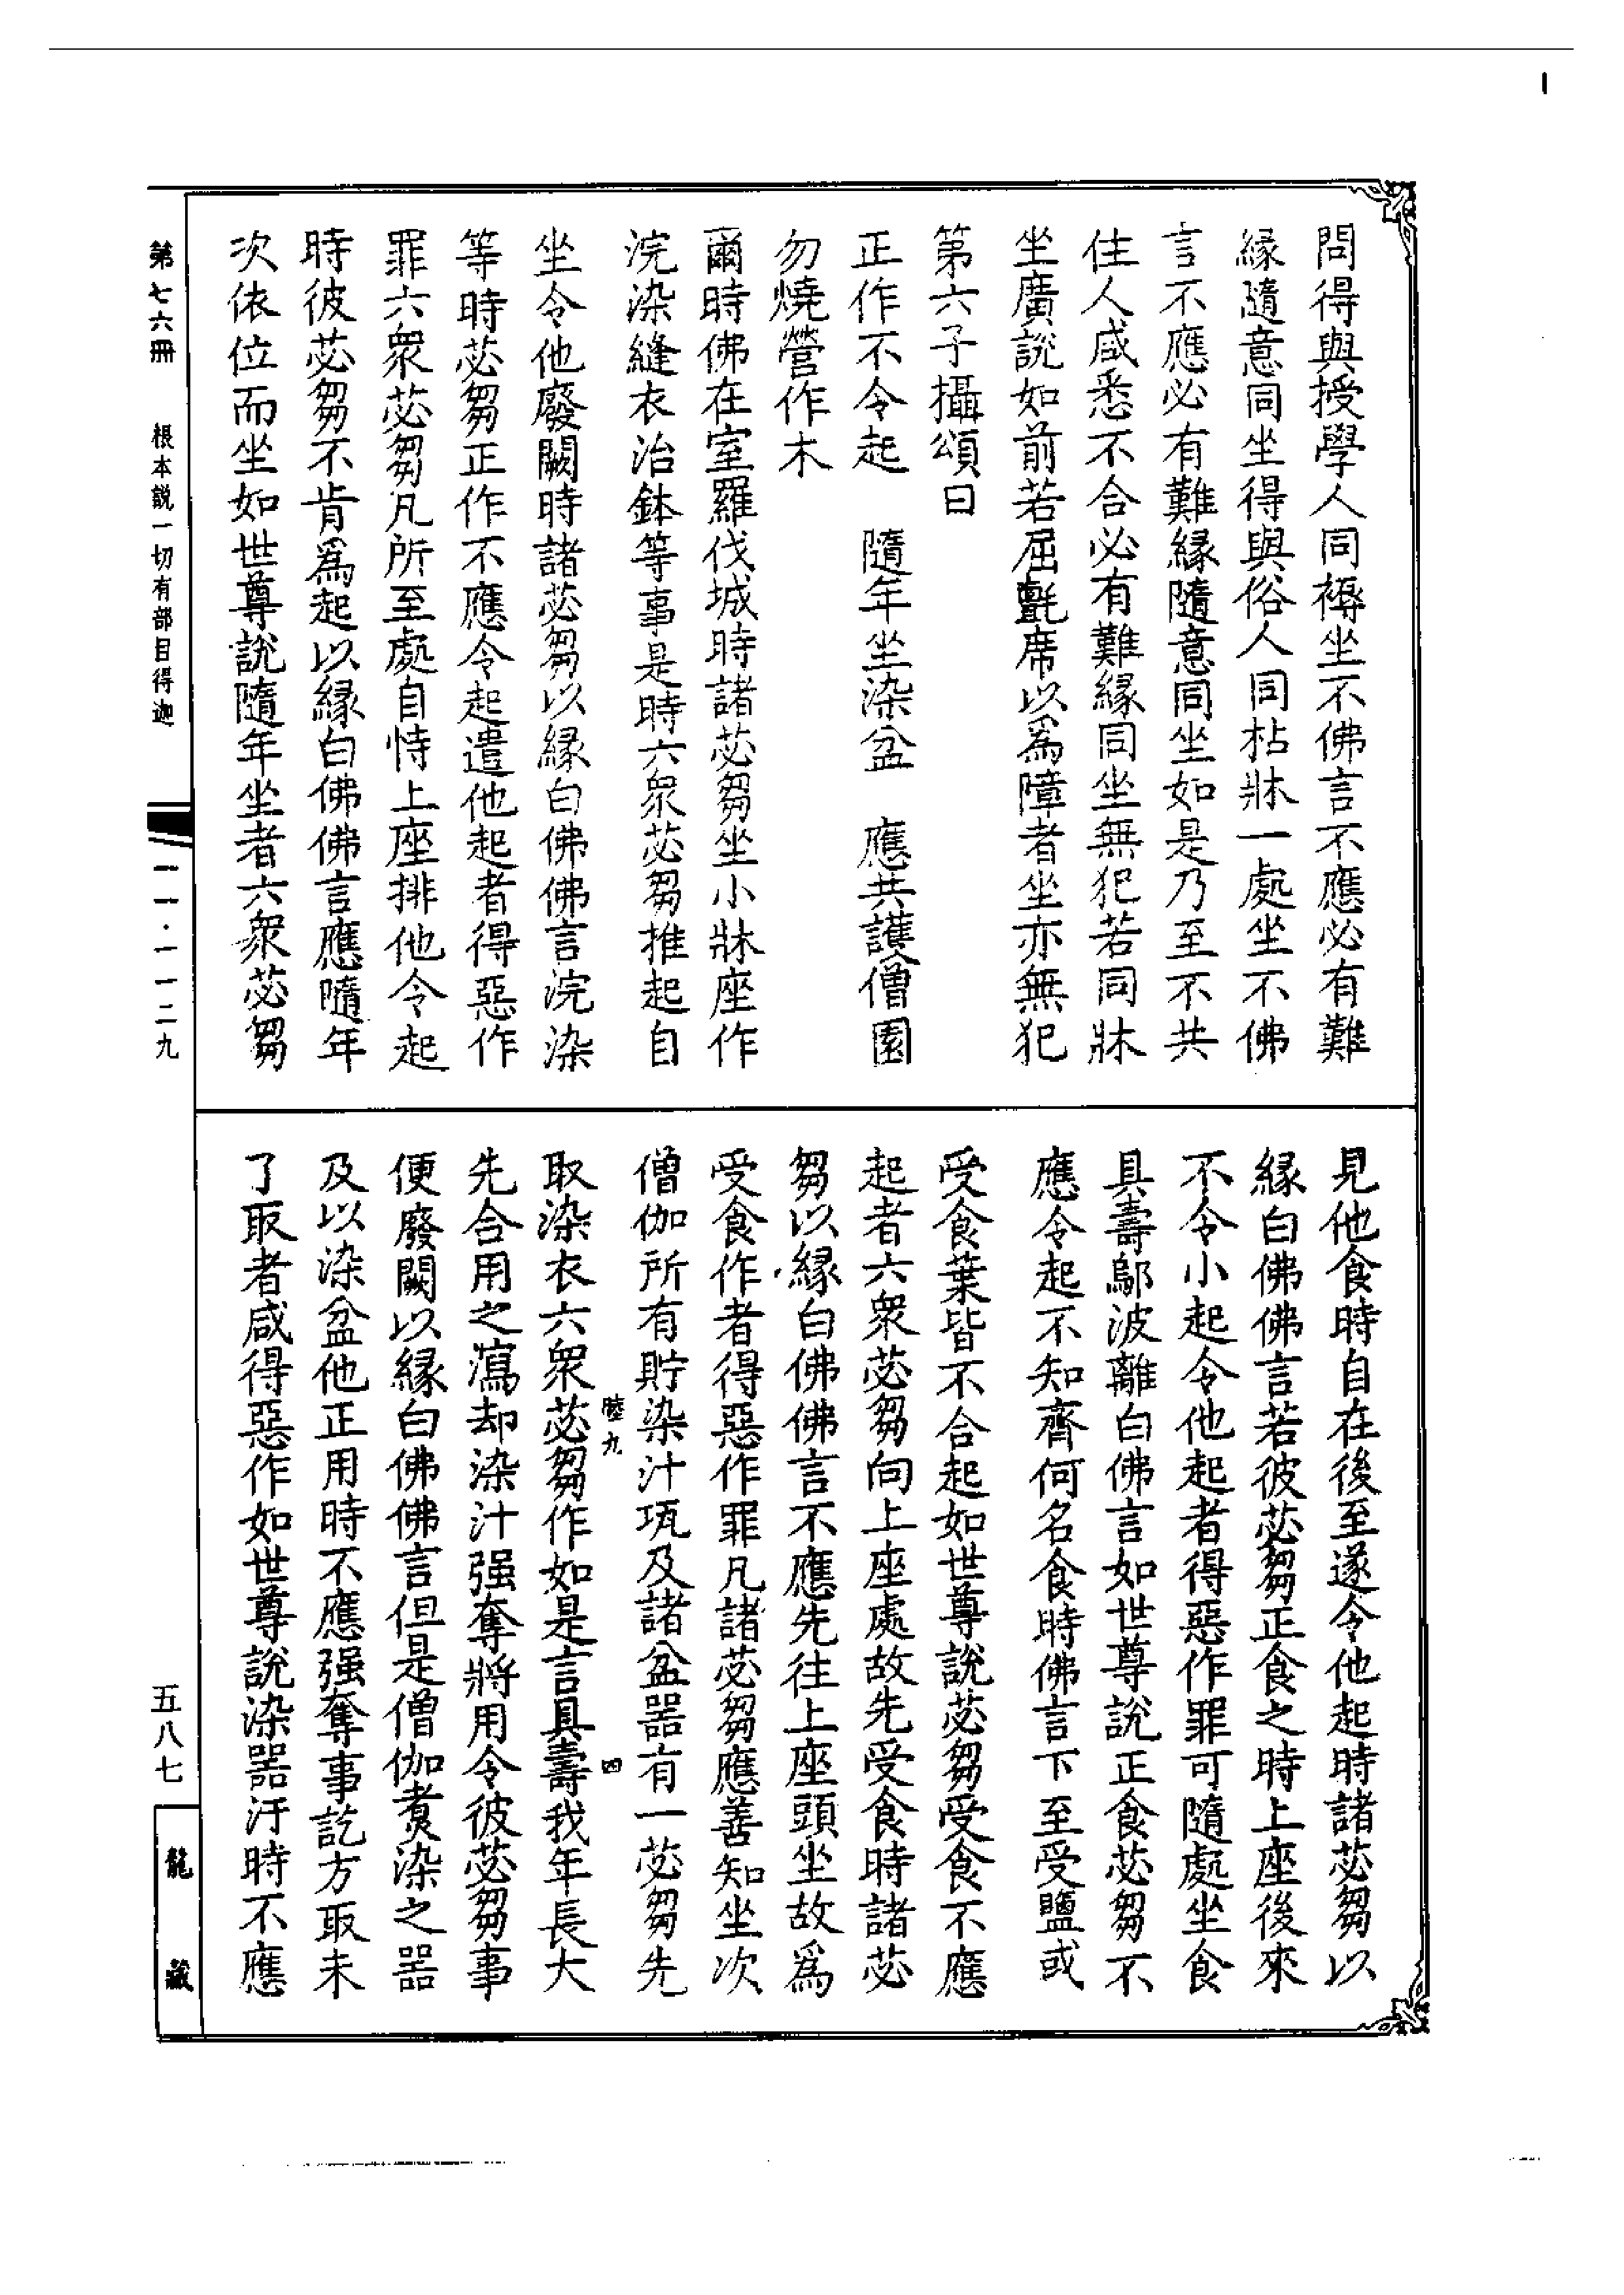 問得與授學人同褥坐不佛言不應必有難
縁隨意同坐得與俗人同枯牀一處坐不佛
言不應必有難縁隨意同坐如是乃至不共
住人咸悉不合必有難縁同坐無犯若同牀
坐廣說如前若屈氈席以爲障者坐亦無犯
第六子攝頌曰
正作不令起　隨年坐染盆　應共護僧園
勿燒營作木
爾時佛在室羅伐城時諸苾芻坐小牀座作
浣染縫衣治鉢等事是時六衆苾芻推起自
坐令他廢闕時諸苾芻以縁白佛佛言浣染
等時苾芻正作不應令起遣他起者得惡作
罪六衆苾芻凡所至處自恃上座排他令起
時彼苾芻不肯爲起以縁白佛佛言應隨年
次依位而坐如世尊說隨年坐者六衆苾芻
見他食時自在後至遂令他起時諸苾芻以
縁白佛佛言若彼苾芻正食之時上座後來
不令小起令他起者得惡作罪可隨處坐食
具壽鄔波離白佛言如世尊說正食苾芻不
應令起不知齊何名食時佛言下至受鹽或
受食葉皆不合起如世尊說苾芻受食不應
起者六衆苾芻向上座處故先受食時諸苾
芻以縁白佛佛言不應先往上座頭坐故爲
受食作者得惡作罪凡諸苾芻應善知坐次
僧伽所有貯染汁瓨及諸盆器有一苾芻先
陸九　四
取染衣六衆苾芻作如是言具壽我年長大
先合用之瀉却染汁强奪將用令彼苾芻事
便廢闕以縁白佛佛言但是僧伽煑染之器
及以染盆他正用時不應强奪事訖方取未
了取者咸得惡作如世尊說染器汙時不應
第七六冊　根本説一切有部目得迦　一一·一一二九　五八七　龍藏